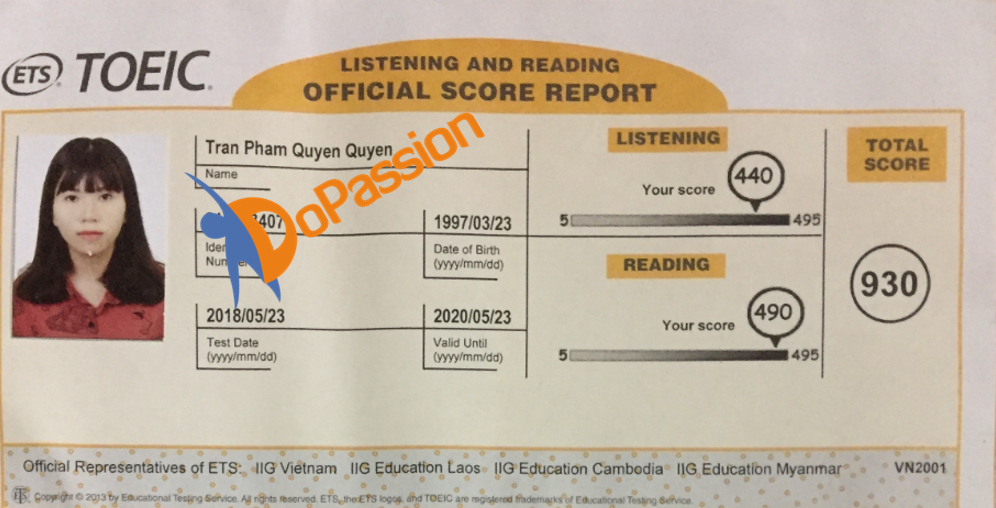 ETS® TOEIC®
LISTENING AND READING
OFFICIAL SCORE REPORT
Tran Pham Quyen Quyen
Name
407
Number
1997/03/23
Date of Birth
(yyyy/mm/dd)
2018/05/23
Test Date
(yyyy/mm/dd)
2020/05/23
Valid Until
(yyyy/mm/dd)
DoPassion
LISTENING
Your score
440
5
495
READING
Your score
490
5
495
TOTAL
SCORE
930
Official Representatives of ETS: IIG Vietnam IIG Education Laos IIG Education Cambodia IIG Education Myanmar VN2001
Copyright © 2013 by Educational Testing Service. All rights reserved. ETS, the ETS logos, and TOEIC are registered trademarks of Educational Testing Service.